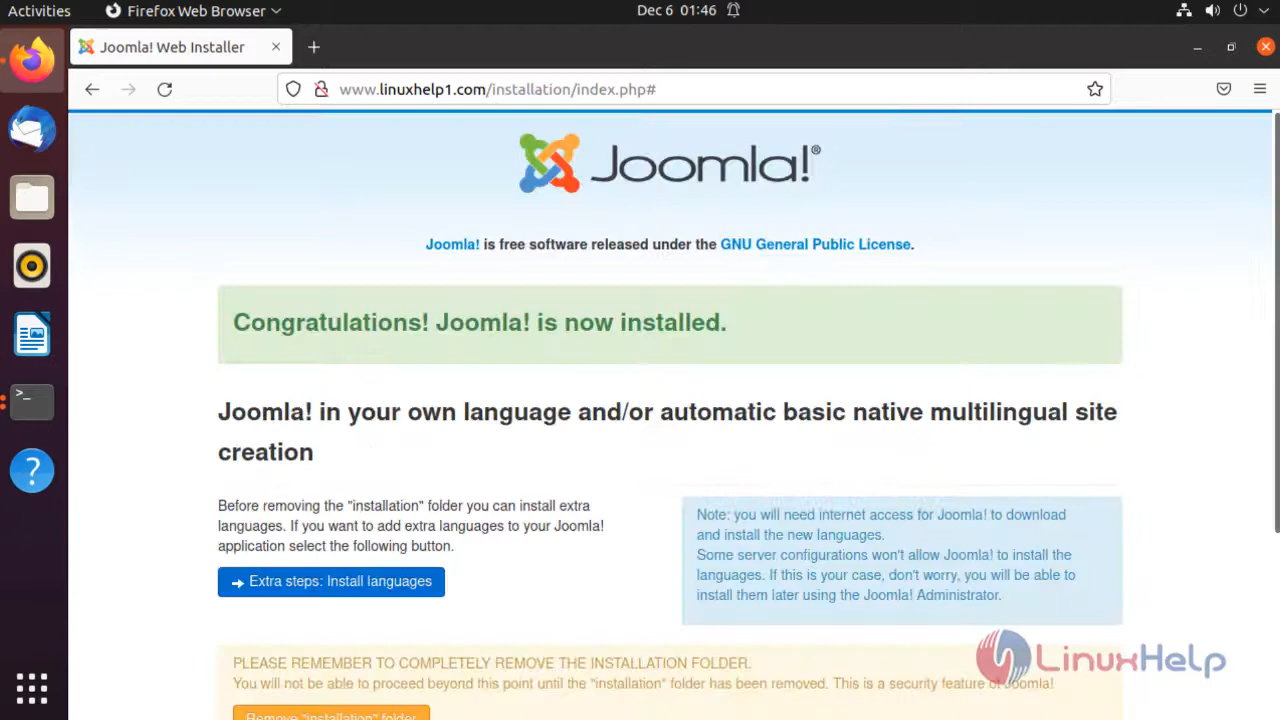 Activities
Firefox Web Browser
Dec 6 01:46
Joomla! Web Installer
www.linuxhelp1.com/installation/index.php#
Joomla!®
Joomla! is free software released under the GNU General Public License.
Congratulations! Joomla! is now installed.
Joomla! in your own language and/or automatic basic native multilingual site
creation
Before removing the "installation" folder you can install extra
languages. If you want to add extra languages to your Joomla!
application select the following button.
Extra steps: Install languages
Note: you will need internet access for Joomla! to download
and install the new languages.
Some server configurations won't allow Joomla! to install the
languages. If this is your case, don't worry, you will be able to
install them later using the Joomla! Administrator.
PLEASE REMEMBER TO COMPLETELY REMOVE THE INSTALLATION FOLDER.
You will not be able to proceed beyond this point until the "installation" folder has been removed. This is a security feature of Joomla!
Remove "installation" folder
LinuxHelp